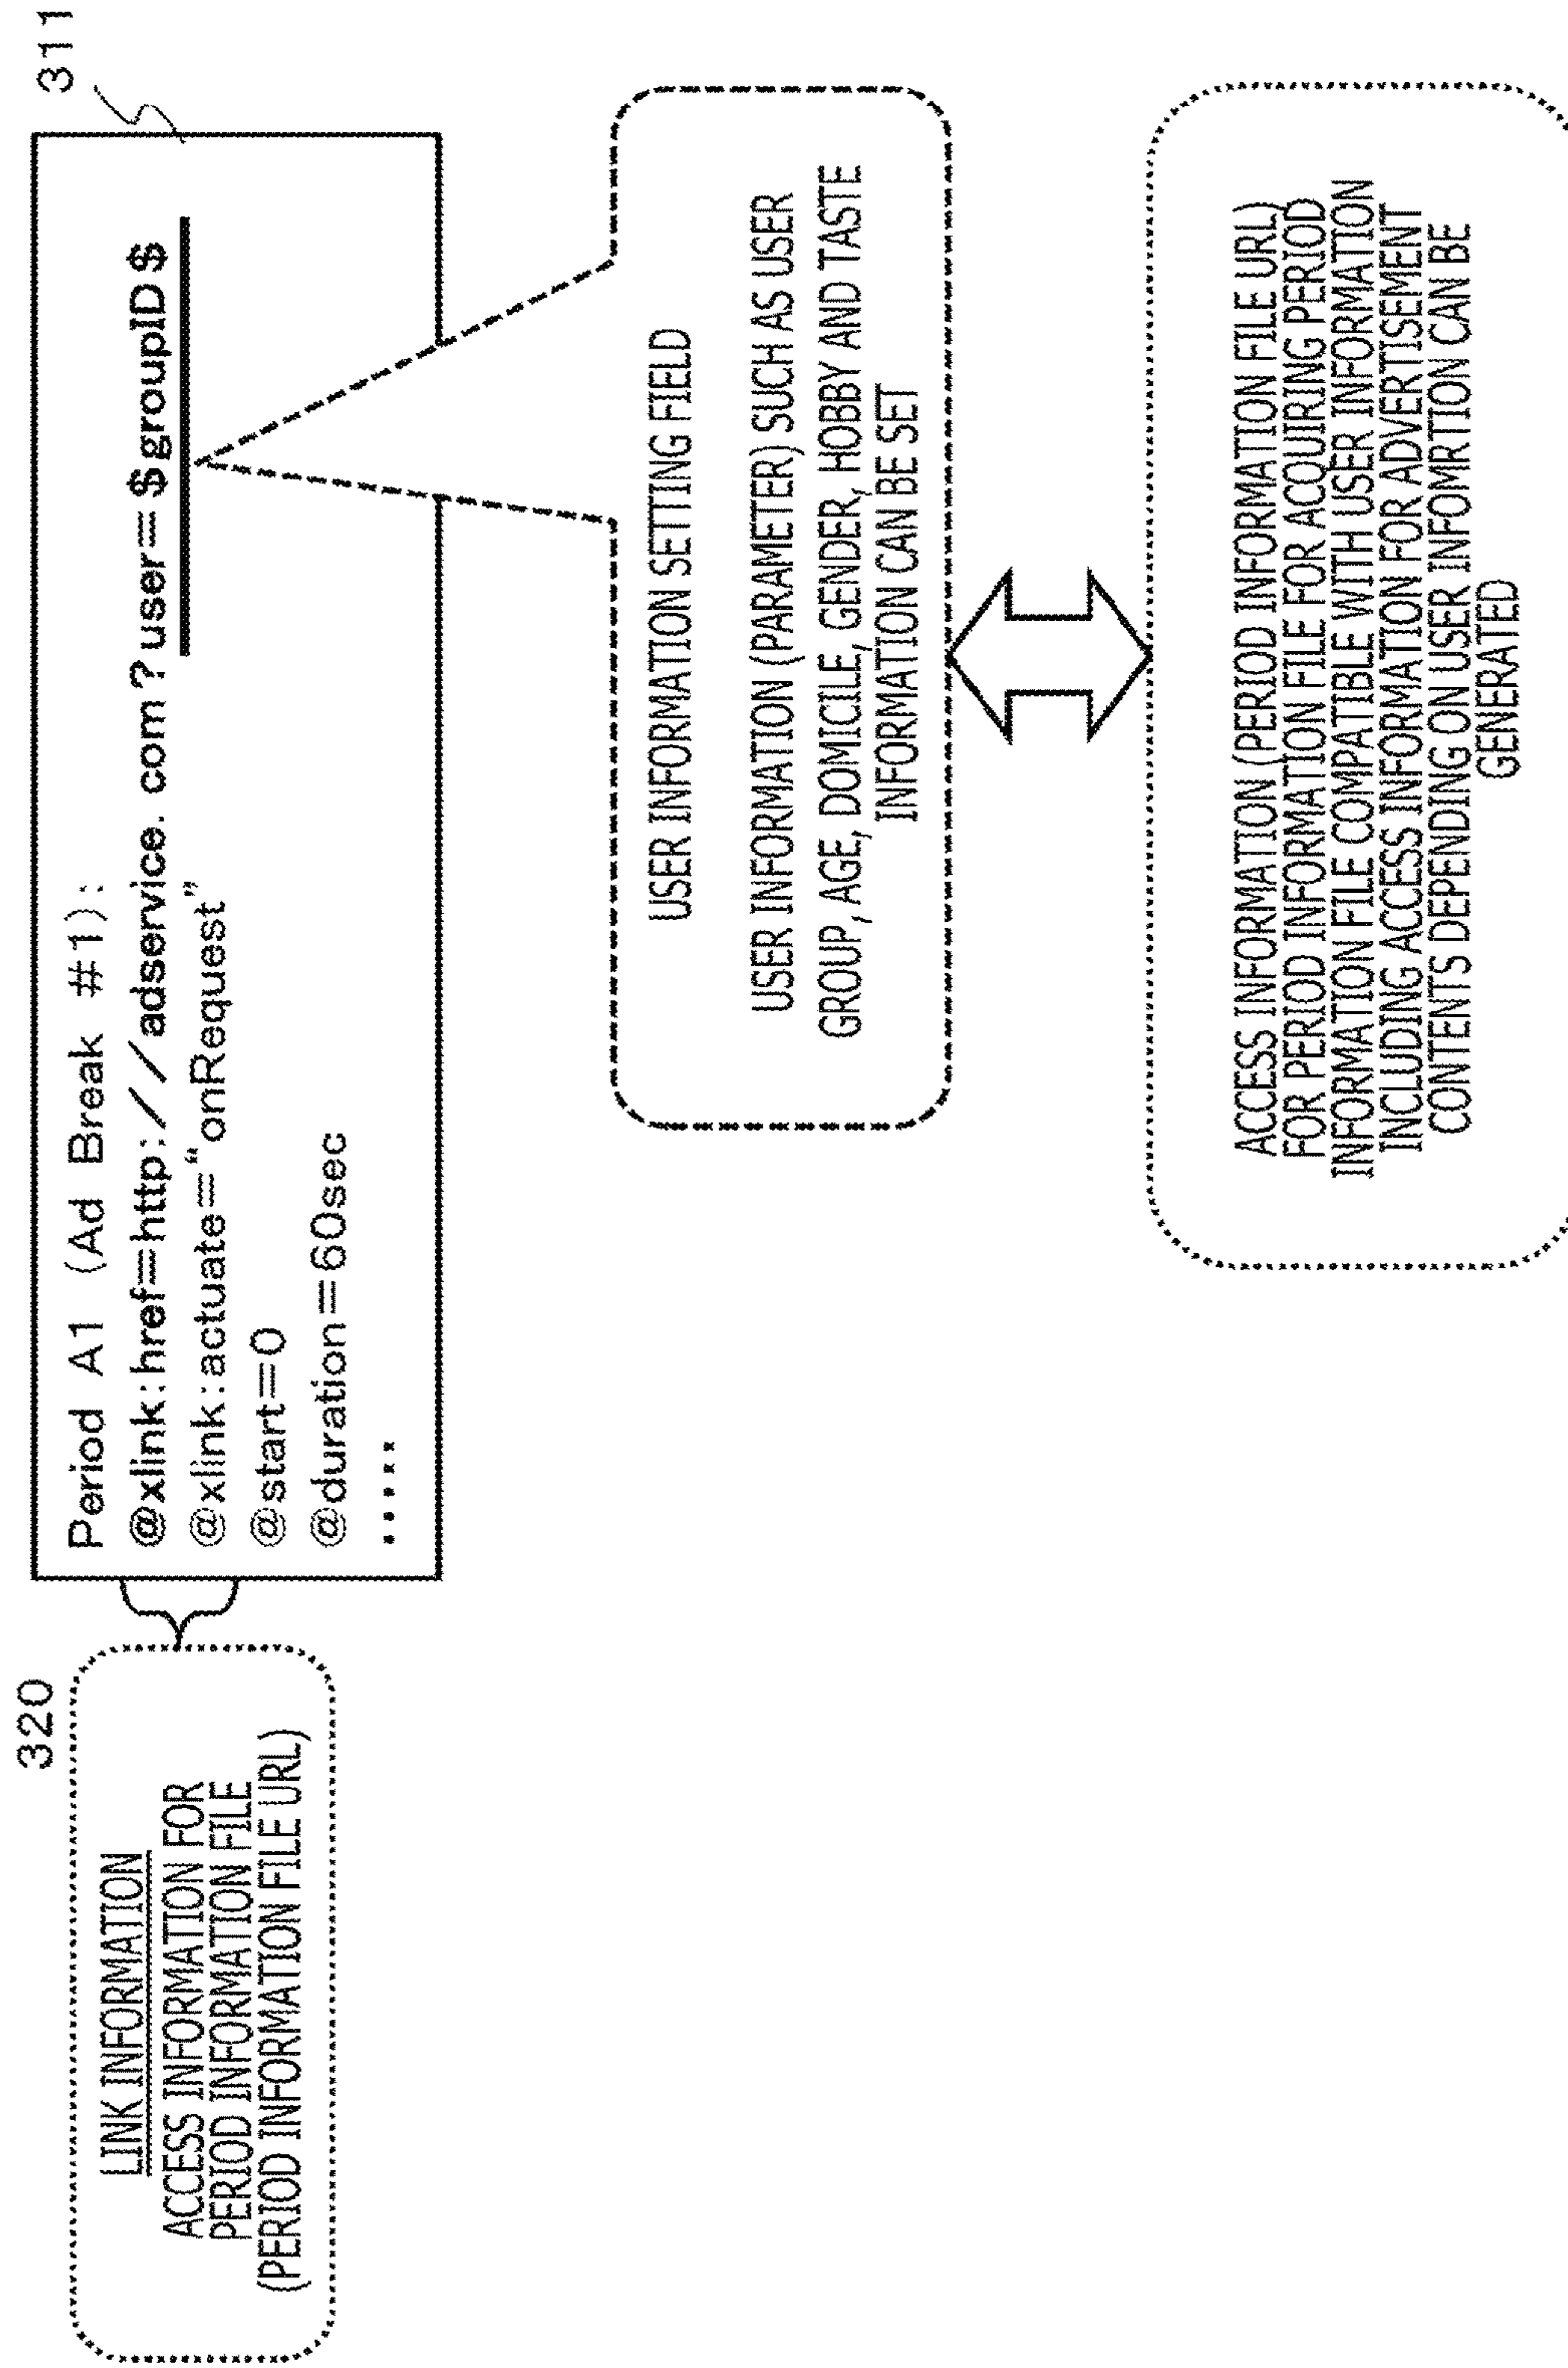 320
LINK INFORMATION
ACCESS INFORMATION FOR
PERIOD INFORMATION FILE
(PERIOD INFORMATION FILE URL)
311
Period A1 (Ad Break #1):
@xlink:href=http://adservice.com?user=$groupID$
@xlink:actuate=“onRequest”
@start=0
@duration=60sec
.....
USER INFORMATION SETTING FIELD
USER INFORMATION (PARAMETER) SUCH AS USER
GROUP, AGE, DOMICILE, GENDER, HOBBY AND TASTE
INFORMATION CAN BE SET
ACCESS INFORMATION (PERIOD INFORMATION FILE URL)
FOR PERIOD INFORMATION FILE FOR ACQUIRING PERIOD
INFORMATION FILE COMPATIBLE WITH USER INFORMATION
INCLUDING ACCESS INFORMATION FOR ADVERTISEMENT
CONTENTS DEPENDING ON USER INFOMRTION CAN BE
GENERATED